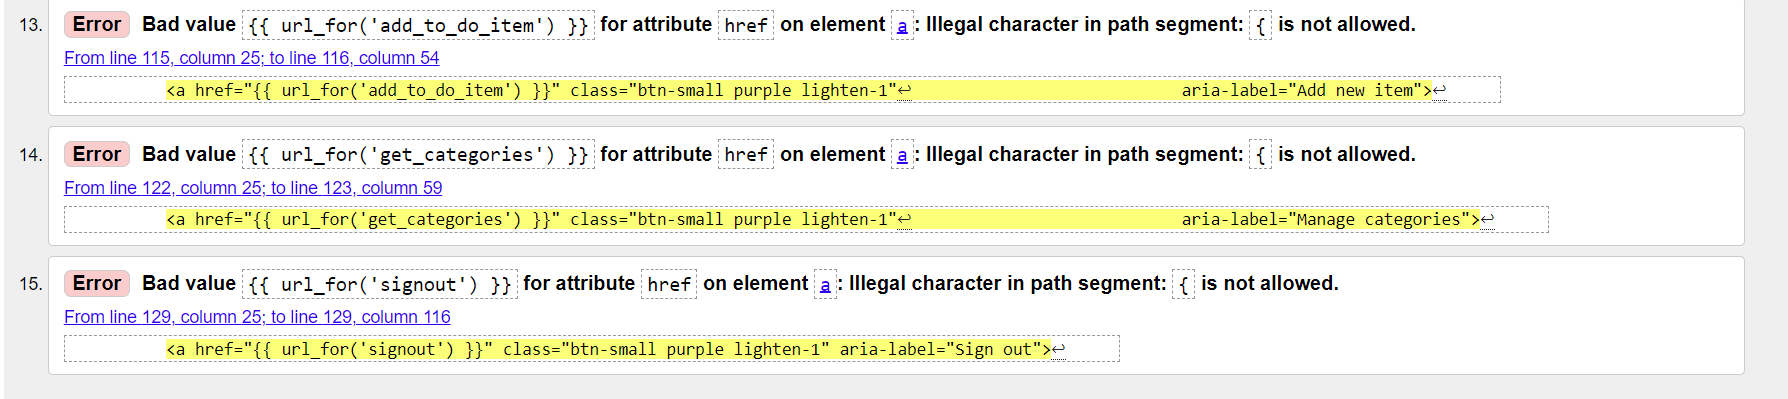 13. Error Bad value {{ url_for('add_to_do_item') }} for attribute href on element a: Illegal character in path segment: { is not allowed.
From line 115, column 25; to line 116, column 54
<a href="{{ url_for('add_to_do_item') }}" class="btn-small purple lighten-1"↩ aria-label="Add new item">↩
14. Error Bad value {{ url_for('get_categories') }} for attribute href on element a: Illegal character in path segment: { is not allowed.
From line 122, column 25; to line 123, column 59
<a href="{{ url_for('get_categories') }}" class="btn-small purple lighten-1"↩ aria-label="Manage categories">↩
15. Error Bad value {{ url_for('signout') }} for attribute href on element a: Illegal character in path segment: { is not allowed.
From line 129, column 25; to line 129, column 116
<a href="{{ url_for('signout') }}" class="btn-small purple lighten-1" aria-label="Sign out">↩